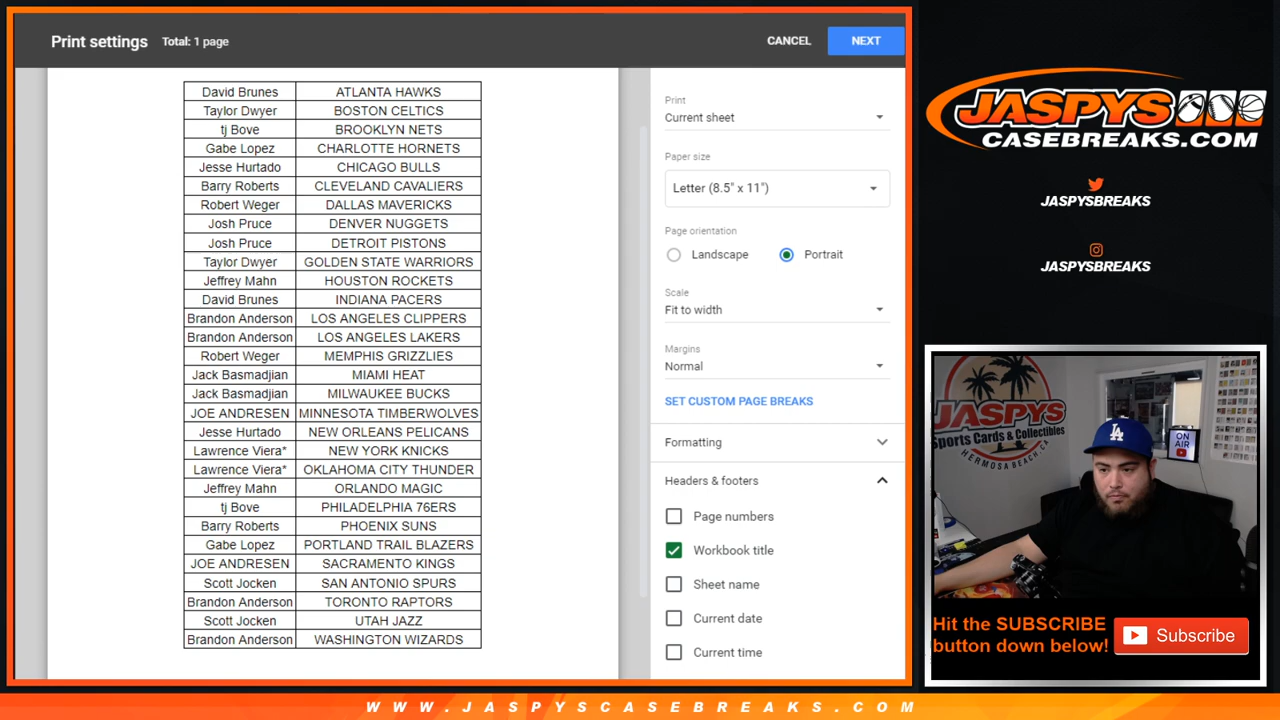 Print settings Total: 1 page CANCEL NEXT
David Brunes ATLANTA HAWKS
Taylor Dwyer BOSTON CELTICS
tj Bove BROOKLYN NETS
Gabe Lopez CHARLOTTE HORNETS
Jesse Hurtado CHICAGO BULLS
Barry Roberts CLEVELAND CAVALIERS
Robert Weger DALLAS MAVERICKS
Josh Pruce DENVER NUGGETS
Josh Pruce DETROIT PISTONS
Taylor Dwyer GOLDEN STATE WARRIORS
Jeffrey Mahn HOUSTON ROCKETS
David Brunes INDIANA PACERS
Brandon Anderson LOS ANGELES CLIPPERS
Brandon Anderson LOS ANGELES LAKERS
Robert Weger MEMPHIS GRIZZLIES
Jack Basmadjian MIAMI HEAT
Jack Basmadjian MILWAUKEE BUCKS
JOE ANDRESEN MINNESOTA TIMBERWOLVES
Jesse Hurtado NEW ORLEANS PELICANS
Lawrence Viera* NEW YORK KNICKS
Lawrence Viera* OKLAHOMA CITY THUNDER
Jeffrey Mahn ORLANDO MAGIC
tj Bove PHILADELPHIA 76ERS
Barry Roberts PHOENIX SUNS
Gabe Lopez PORTLAND TRAIL BLAZERS
JOE ANDRESEN SACRAMENTO KINGS
Scott Jocken SAN ANTONIO SPURS
Brandon Anderson TORONTO RAPTORS
Scott Jocken UTAH JAZZ
Brandon Anderson WASHINGTON WIZARDS
Print
Current sheet
Paper size
Letter (8.5" x 11")
Page orientation
Landscape Portrait
Scale
Fit to width
Margins
Normal
SET CUSTOM PAGE BREAKS
Formatting
Headers & footers
Page numbers
Workbook title
Sheet name
Current date
Current time
JASPYS
CASEBREAKS.COM
JASPYSBREAKS
JASPYSBREAKS
JASPYS
Sports Cards & Collectibles
HERMOSA BEACH, CA
ON
AIR
LA
Hit the SUBSCRIBE
button down below!
Subscribe
WWW.JASPYSCASEBREAKS.COM